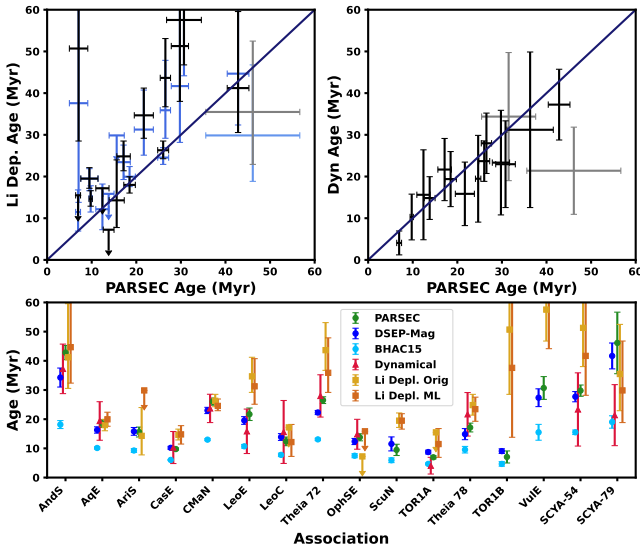 60
50
40
30
20
10
0
Li Dep. Age (Myr)
0 10 20 30 40 50 60
PARSEC Age (Myr)
60
50
40
30
20
10
0
Dyn Age (Myr)
0 10 20 30 40 50 60
PARSEC Age (Myr)
60
50
40
30
20
10
0
Age (Myr)
PARSEC
DSEP-Mag
BHAC15
Dynamical
Li Depl. Orig
Li Depl. ML
AndS
AqE
AriS
CasE
CMaN
LeoE
LeoC
Theia 72
OphSE
ScuN
TOR1A
Theia 78
TOR1B
VulE
SCYA-54
SCYA-79
Association